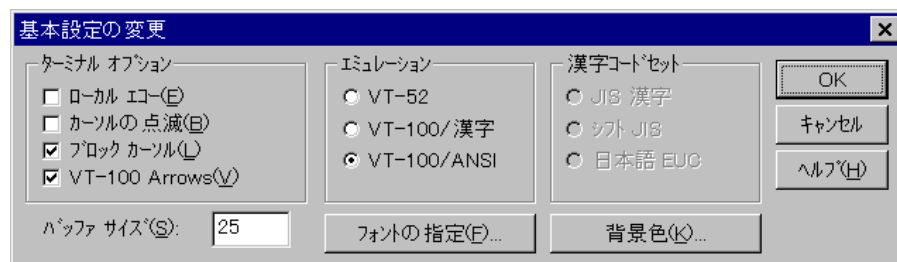 基本設定の変更
ﾀｰﾐﾅﾙ ｵﾌﾟｼｮﾝ
ﾛｰｶﾙ ｴｺｰ(E)
ｶｰｿﾙの点滅(B)
ﾌﾞﾛｯｸ ｶｰｿﾙ(L)
VT-100 Arrows(V)
ﾊﾞｯﾌｧ ｻｲｽﾞ(S): 25
ｴﾐｭﾚｰｼｮﾝ
VT-52
VT-100/漢字
VT-100/ANSI
フォントの指定(F)...
漢字ｺｰﾄﾞｾｯﾄ
JIS 漢字
ｼﾌﾄ JIS
日本語 EUC
背景色(K)...
OK
ｷｬﾝｾﾙ
ﾍﾙﾌﾟ(H)